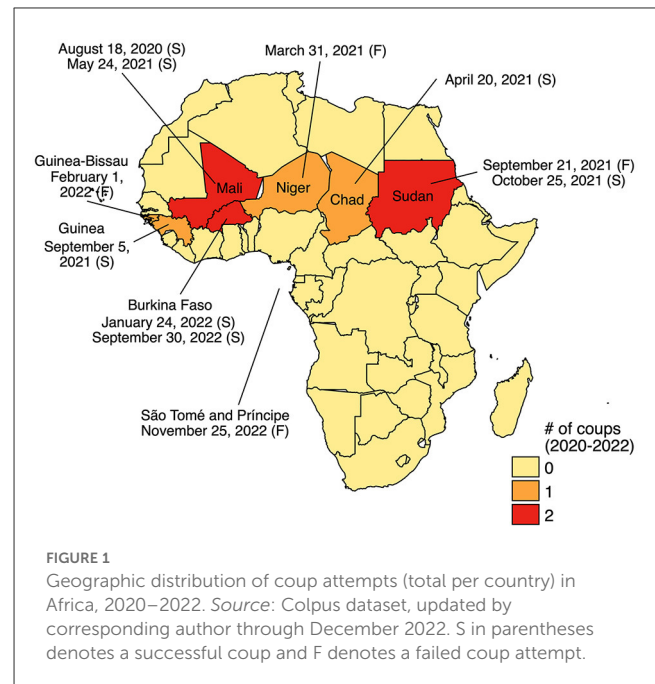 August 18, 2020 (S)
May 24, 2021 (S)
March 31, 2021 (F)
April 20, 2021 (S)
Guinea-Bissau
February 1,
2022 (F)
Mali
Niger
Chad
Sudan
September 21, 2021 (F)
October 25, 2021 (S)
Guinea
September 5,
2021 (S)
Burkina Faso
January 24, 2022 (S)
September 30, 2022 (S)
São Tomé and Príncipe
November 25, 2022 (F)
# of coups
(2020-2022)
0
1
2
FIGURE 1
Geographic distribution of coup attempts (total per country) in
Africa, 2020–2022. Source: Colpus dataset, updated by
corresponding author through December 2022. S in parentheses
denotes a successful coup and F denotes a failed coup attempt.